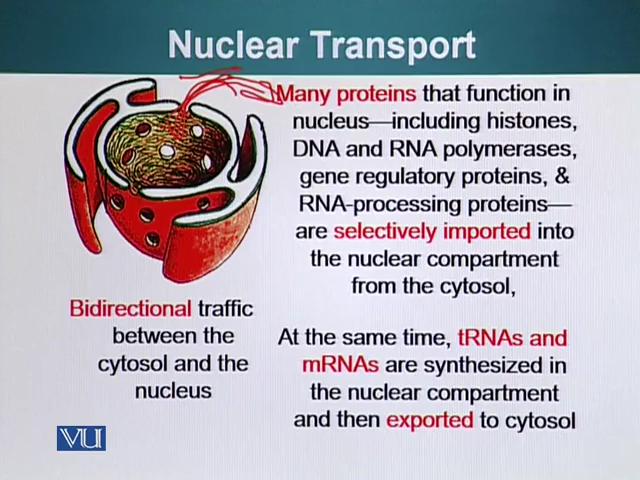 Nuclear Transport
Many proteins that function in
nucleus—including histones,
DNA and RNA polymerases,
gene regulatory proteins, &
RNA-processing proteins—
are selectively imported into
the nuclear compartment
from the cytosol,
Bidirectional traffic
between the
cytosol and the
nucleus
At the same time, tRNAs and
mRNAs are synthesized in
the nuclear compartment
and then exported to cytosol
VU